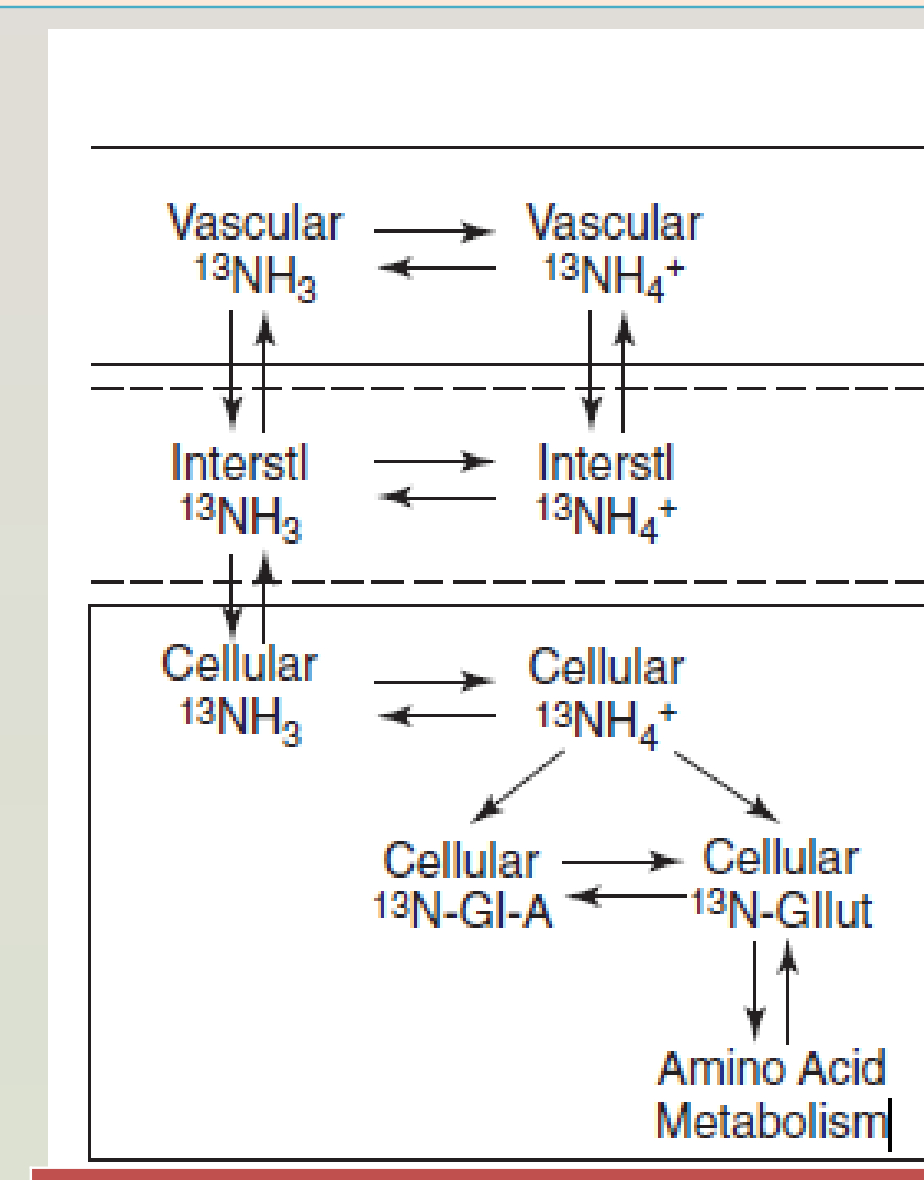 Vascular
¹³NH₃
Vascular
¹³NH₄⁺
Interstl
¹³NH₃
Interstl
¹³NH₄⁺
Cellular
¹³NH₃
Cellular
¹³NH₄⁺
Cellular
¹³N-Gl-A
Cellular
¹³N-Gllut
Amino Acid
Metabolism